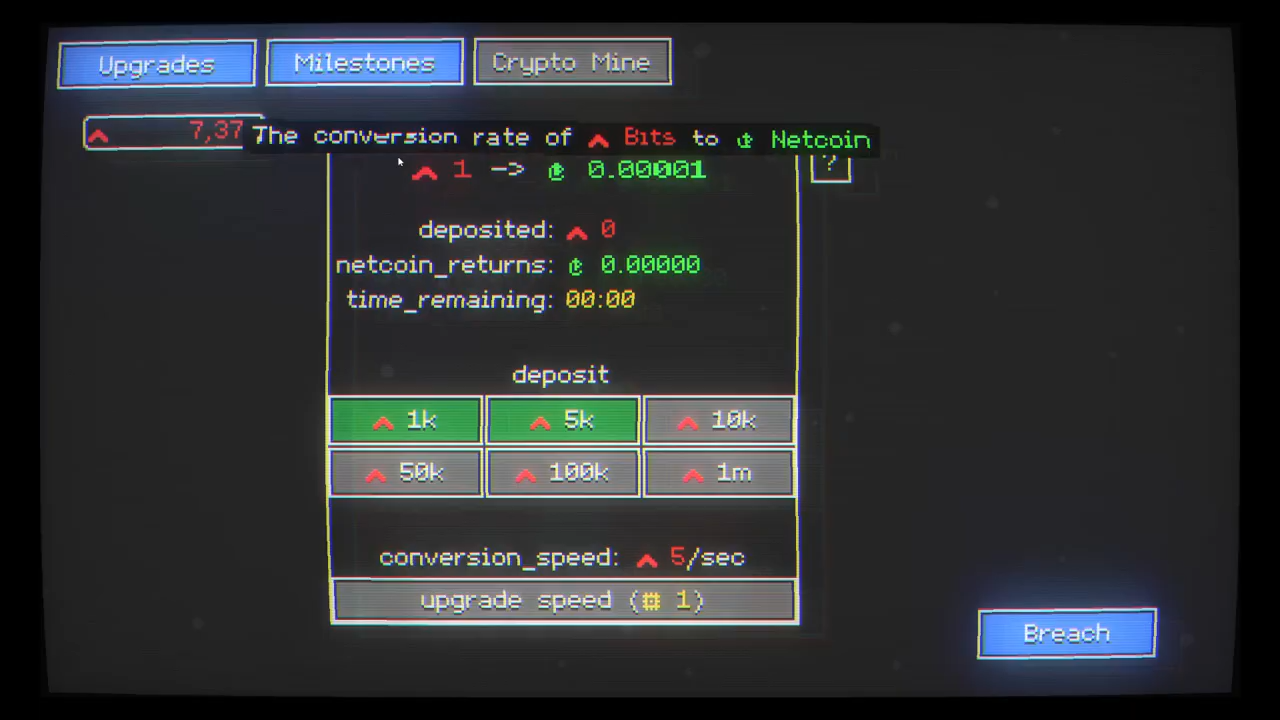 Upgrades Milestones Crypto Mine
7,37
The conversion rate of Bits to Netcoin
1 -> 0.00001 ?
deposited: 0
netcoin_returns: 0.00000
time_remaining: 00:00
deposit
1k 5k 10k
50k 100k 1m
conversion_speed: 5/sec
upgrade speed (1)
Breach